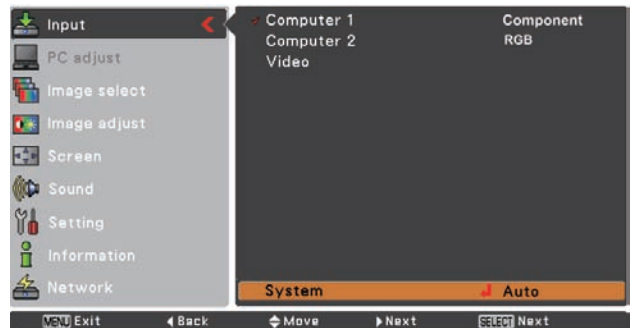 Input
PC adjust
Image select
Image adjust
Screen
Sound
Setting
Information
Network
Computer 1 Component
Computer 2 RGB
Video
System Auto
MENU Exit Back Move Next SELECT Next